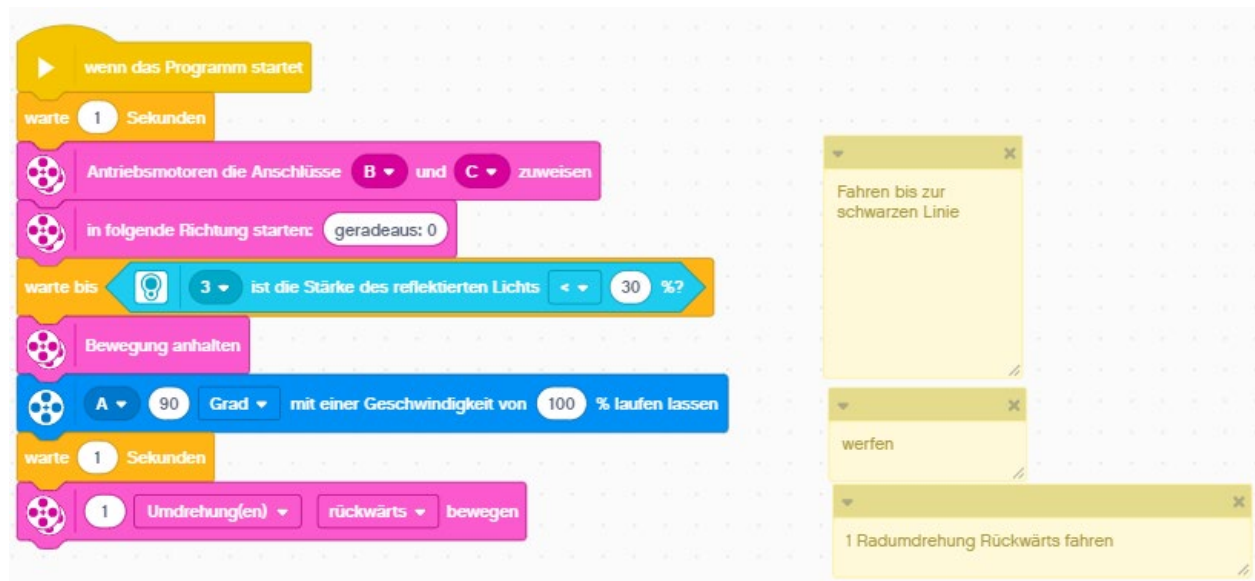 wenn das Programm startet
warte 1 Sekunden
Antriebsmotoren die Anschlüsse B und C zuweisen
in folgende Richtung starten: geradeaus: 0
warte bis 3 ist die Stärke des reflektierten Lichts < 30 %?
Bewegung anhalten
A 90 Grad mit einer Geschwindigkeit von 100 % laufen lassen
warte 1 Sekunden
1 Umdrehung(en) rückwärts bewegen
Fahren bis zur
schwarzen Linie
werfen
1 Radumdrehung Rückwärts fahren